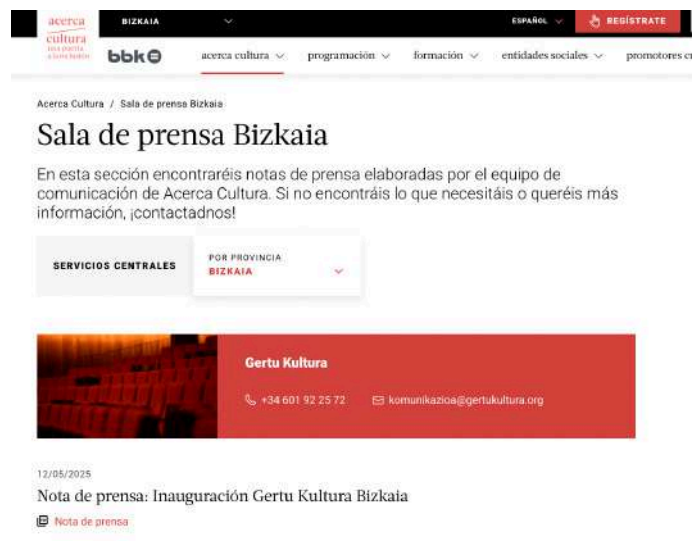 acerca
cultura
BIZKAIA
ESPAÑOL
REGÍSTRATE
bbk
acerca cultura
programación
formación
entidades sociales
promotores
Acerca Cultura / Sala de prensa Bizkaia
Sala de prensa Bizkaia
En esta sección encontraréis notas de prensa elaboradas por el equipo de
comunicación de Acerca Cultura. Si no encontráis lo que necesitáis o queréis más
información, ¡contactadnos!
SERVICIOS CENTRALES
POR PROVINCIA
BIZKAIA
Gertu Kultura
+34 601 92 25 72
komunikazioa@gertukultura.org
12/05/2025
Nota de prensa: Inauguración Gertu Kultura Bizkaia
Nota de prensa